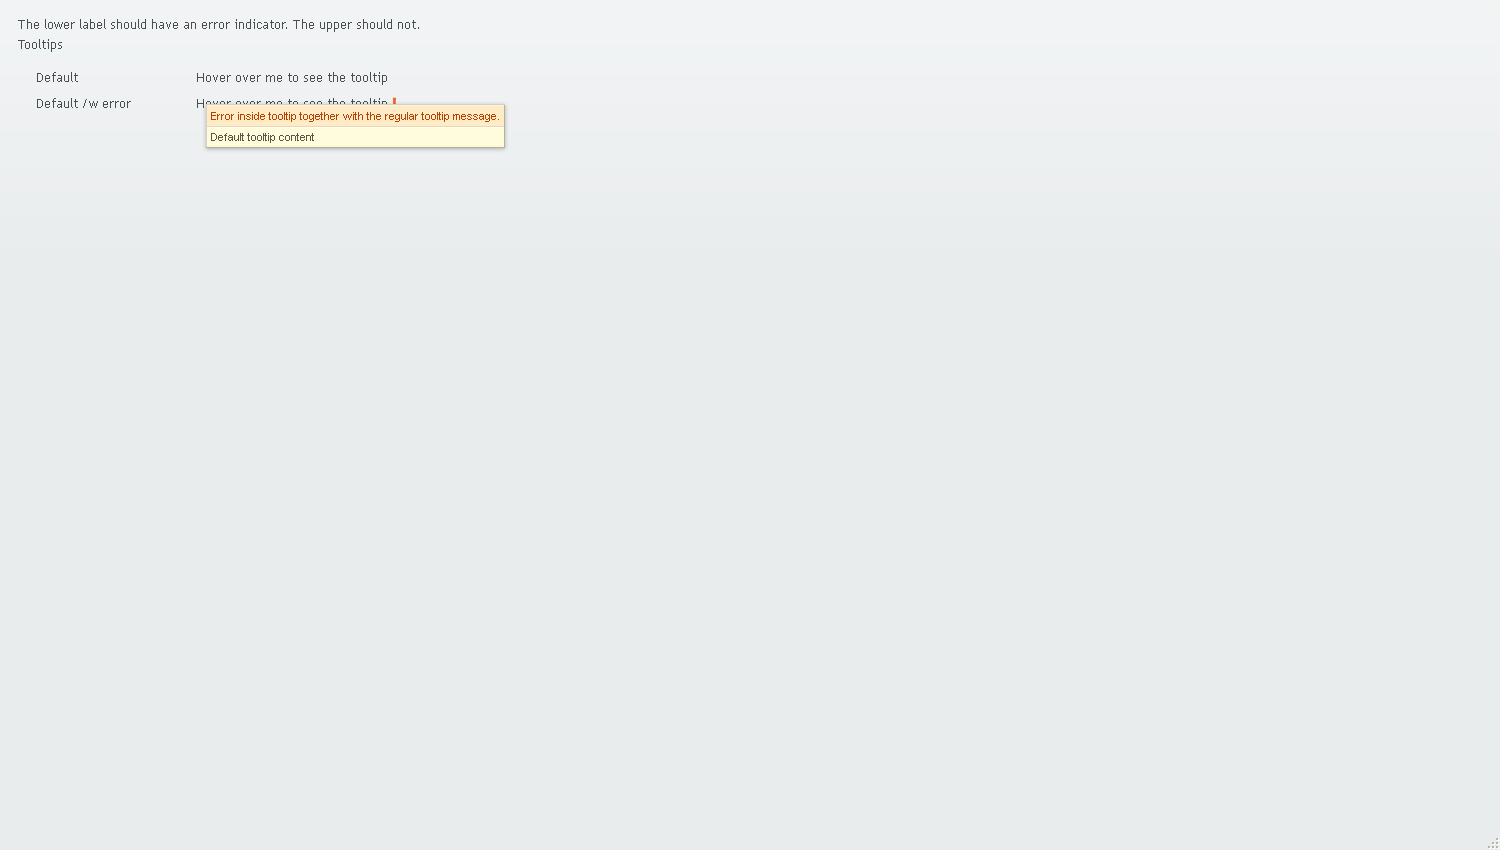 The lower label should have an error indicator. The upper should not.
Tooltips
Default
Hover over me to see the tooltip
Default /w error
Hover over me to see the tooltip
Error inside tooltip together with the regular tooltip message.
Default tooltip content